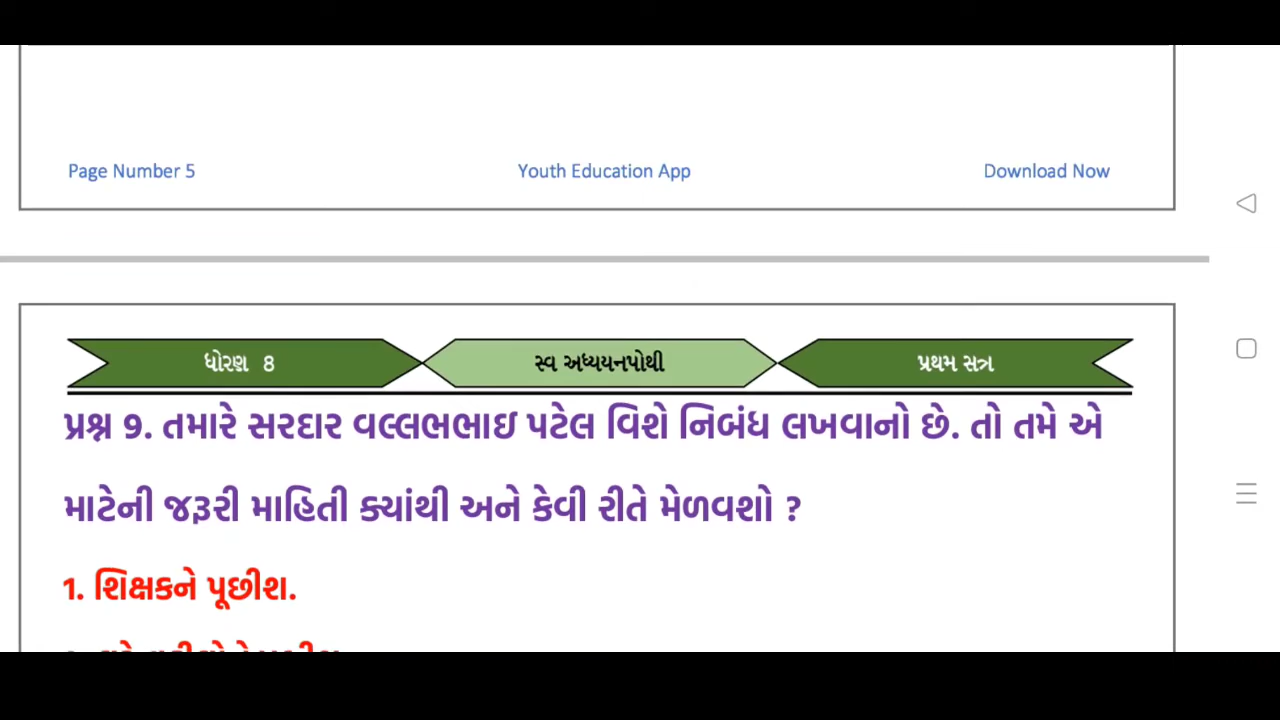 Page Number 5 Youth Education App Download Now
ધોરણ 8 સ્વ અધ્યયનપોથી પ્રથમ સત્ર
પ્રશ્ન 9. તમારે સરદાર વલ્લભભાઇ પટેલ વિશે નિબંધ લખવાનો છે. તો તમે એ
માટેની જરૂરી માહિતી ક્યાંથી અને કેવી રીતે મેળવશો ?
1. શિક્ષકને પૂછીશ.